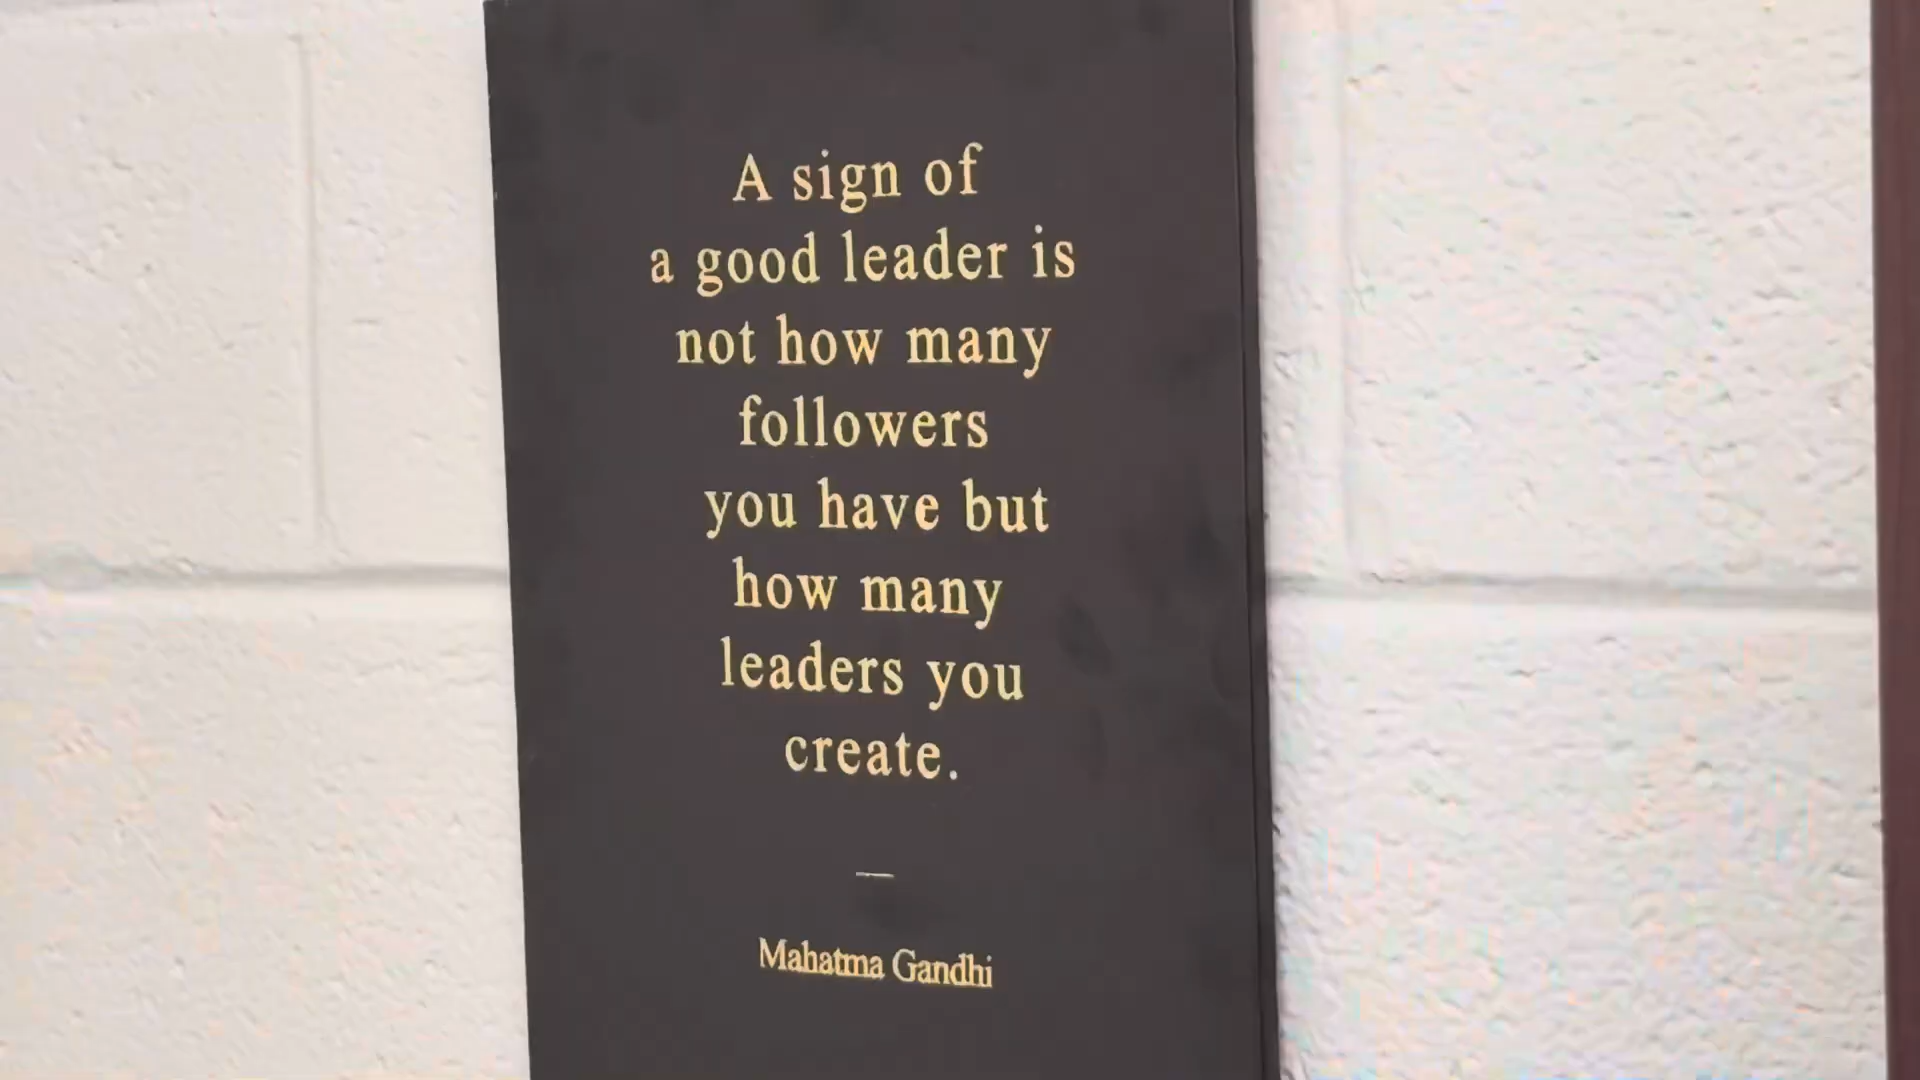 A sign of
a good leader is
not how many
followers
you have but
how many
leaders you
create.
—
Mahatma Gandhi